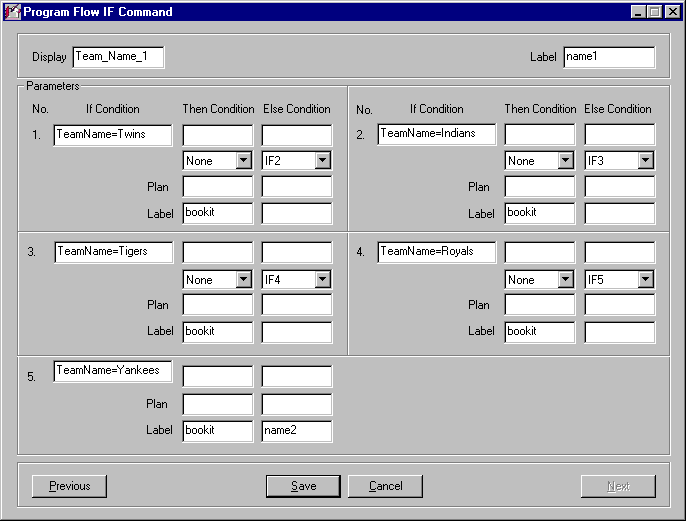 Program Flow IF Command
Display Team_Name_1 Label name1
Parameters
No. If Condition Then Condition Else Condition
1. TeamName=Twins
None IF2
Plan
Label bookit
No. If Condition Then Condition Else Condition
2. TeamName=Indians
None IF3
Plan
Label bookit
3. TeamName=Tigers
None IF4
Plan
Label bookit
4. TeamName=Royals
None IF5
Plan
Label bookit
5. TeamName=Yankees
Plan
Label bookit name2
Previous Save Cancel Next